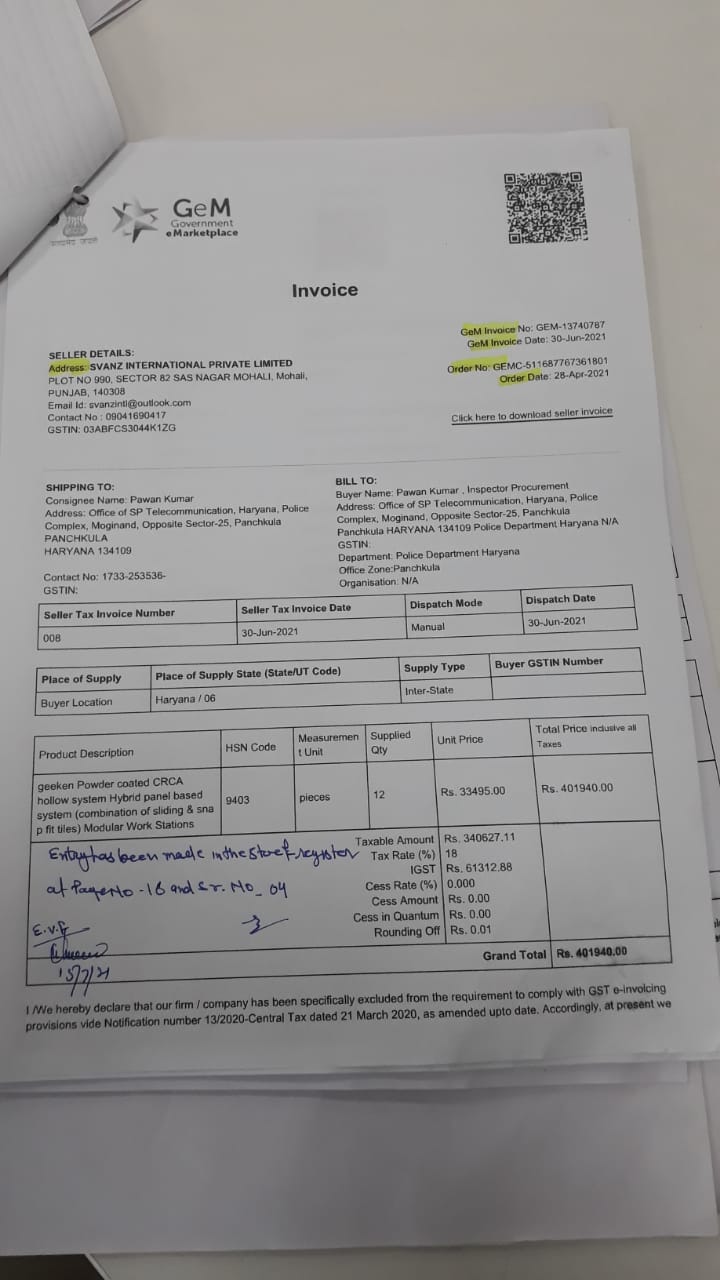 सत्यमेव जयते
GeM
Government
eMarketplace
Invoice
GeM Invoice No: GEM-13740787
GeM Invoice Date: 30-Jun-2021
Order No: GEMC-511687767361801
Order Date: 28-Apr-2021
Click here to download seller invoice
SELLER DETAILS:
Address: SVANZ INTERNATIONAL PRIVATE LIMITED
PLOT NO 990, SECTOR 82 SAS NAGAR MOHALI, Mohali,
PUNJAB, 140308
Email Id: svanzintl@outlook.com
Contact No : 09041690417
GSTIN: 03ABFCS3044K1ZG
SHIPPING TO:
Consignee Name: Pawan Kumar
Address: Office of SP Telecommunication, Haryana, Police
Complex, Moginand, Opposite Sector-25, Panchkula
PANCHKULA
HARYANA 134109
Contact No: 1733-253536-
GSTIN:
BILL TO:
Buyer Name: Pawan Kumar , Inspector Procurement
Address: Office of SP Telecommunication, Haryana, Police
Complex, Moginand, Opposite Sector-25, Panchkula
Panchkula HARYANA 134109 Police Department Haryana N/A
GSTIN:
Department: Police Department Haryana
Office Zone:Panchkula
Organisation: N/A
Seller Tax Invoice Number Seller Tax Invoice Date Dispatch Mode Dispatch Date
008 30-Jun-2021 Manual 30-Jun-2021
Place of Supply Place of Supply State (State/UT Code) Supply Type Buyer GSTIN Number
Buyer Location Haryana / 06 Inter-State
Product Description HSN Code Measuremen Supplied Unit Price Total Price inclusive all
t Unit Qty Taxes
geeken Powder coated CRCA
hollow system Hybrid panel based
system (combination of sliding & sna
p fit tiles) Modular Work Stations
9403 pieces 12 Rs. 33495.00 Rs. 401940.00
Taxable Amount Rs. 340627.11
Tax Rate (%) 18
IGST Rs. 61312.88
Cess Rate (%) 0.000
Cess Amount Rs. 0.00
Cess in Quantum Rs. 0.00
Rounding Off Rs. 0.01
Entry has been made in the store register
at Page No -16 and Sr. No_ 04
15/7/21
Grand Total Rs. 401940.00
I /We hereby declare that our firm / company has been specifically excluded from the requirement to comply with GST e-invoicing
provisions vide Notification number 13/2020-Central Tax dated 21 March 2020, as amended upto date. Accordingly, at present we